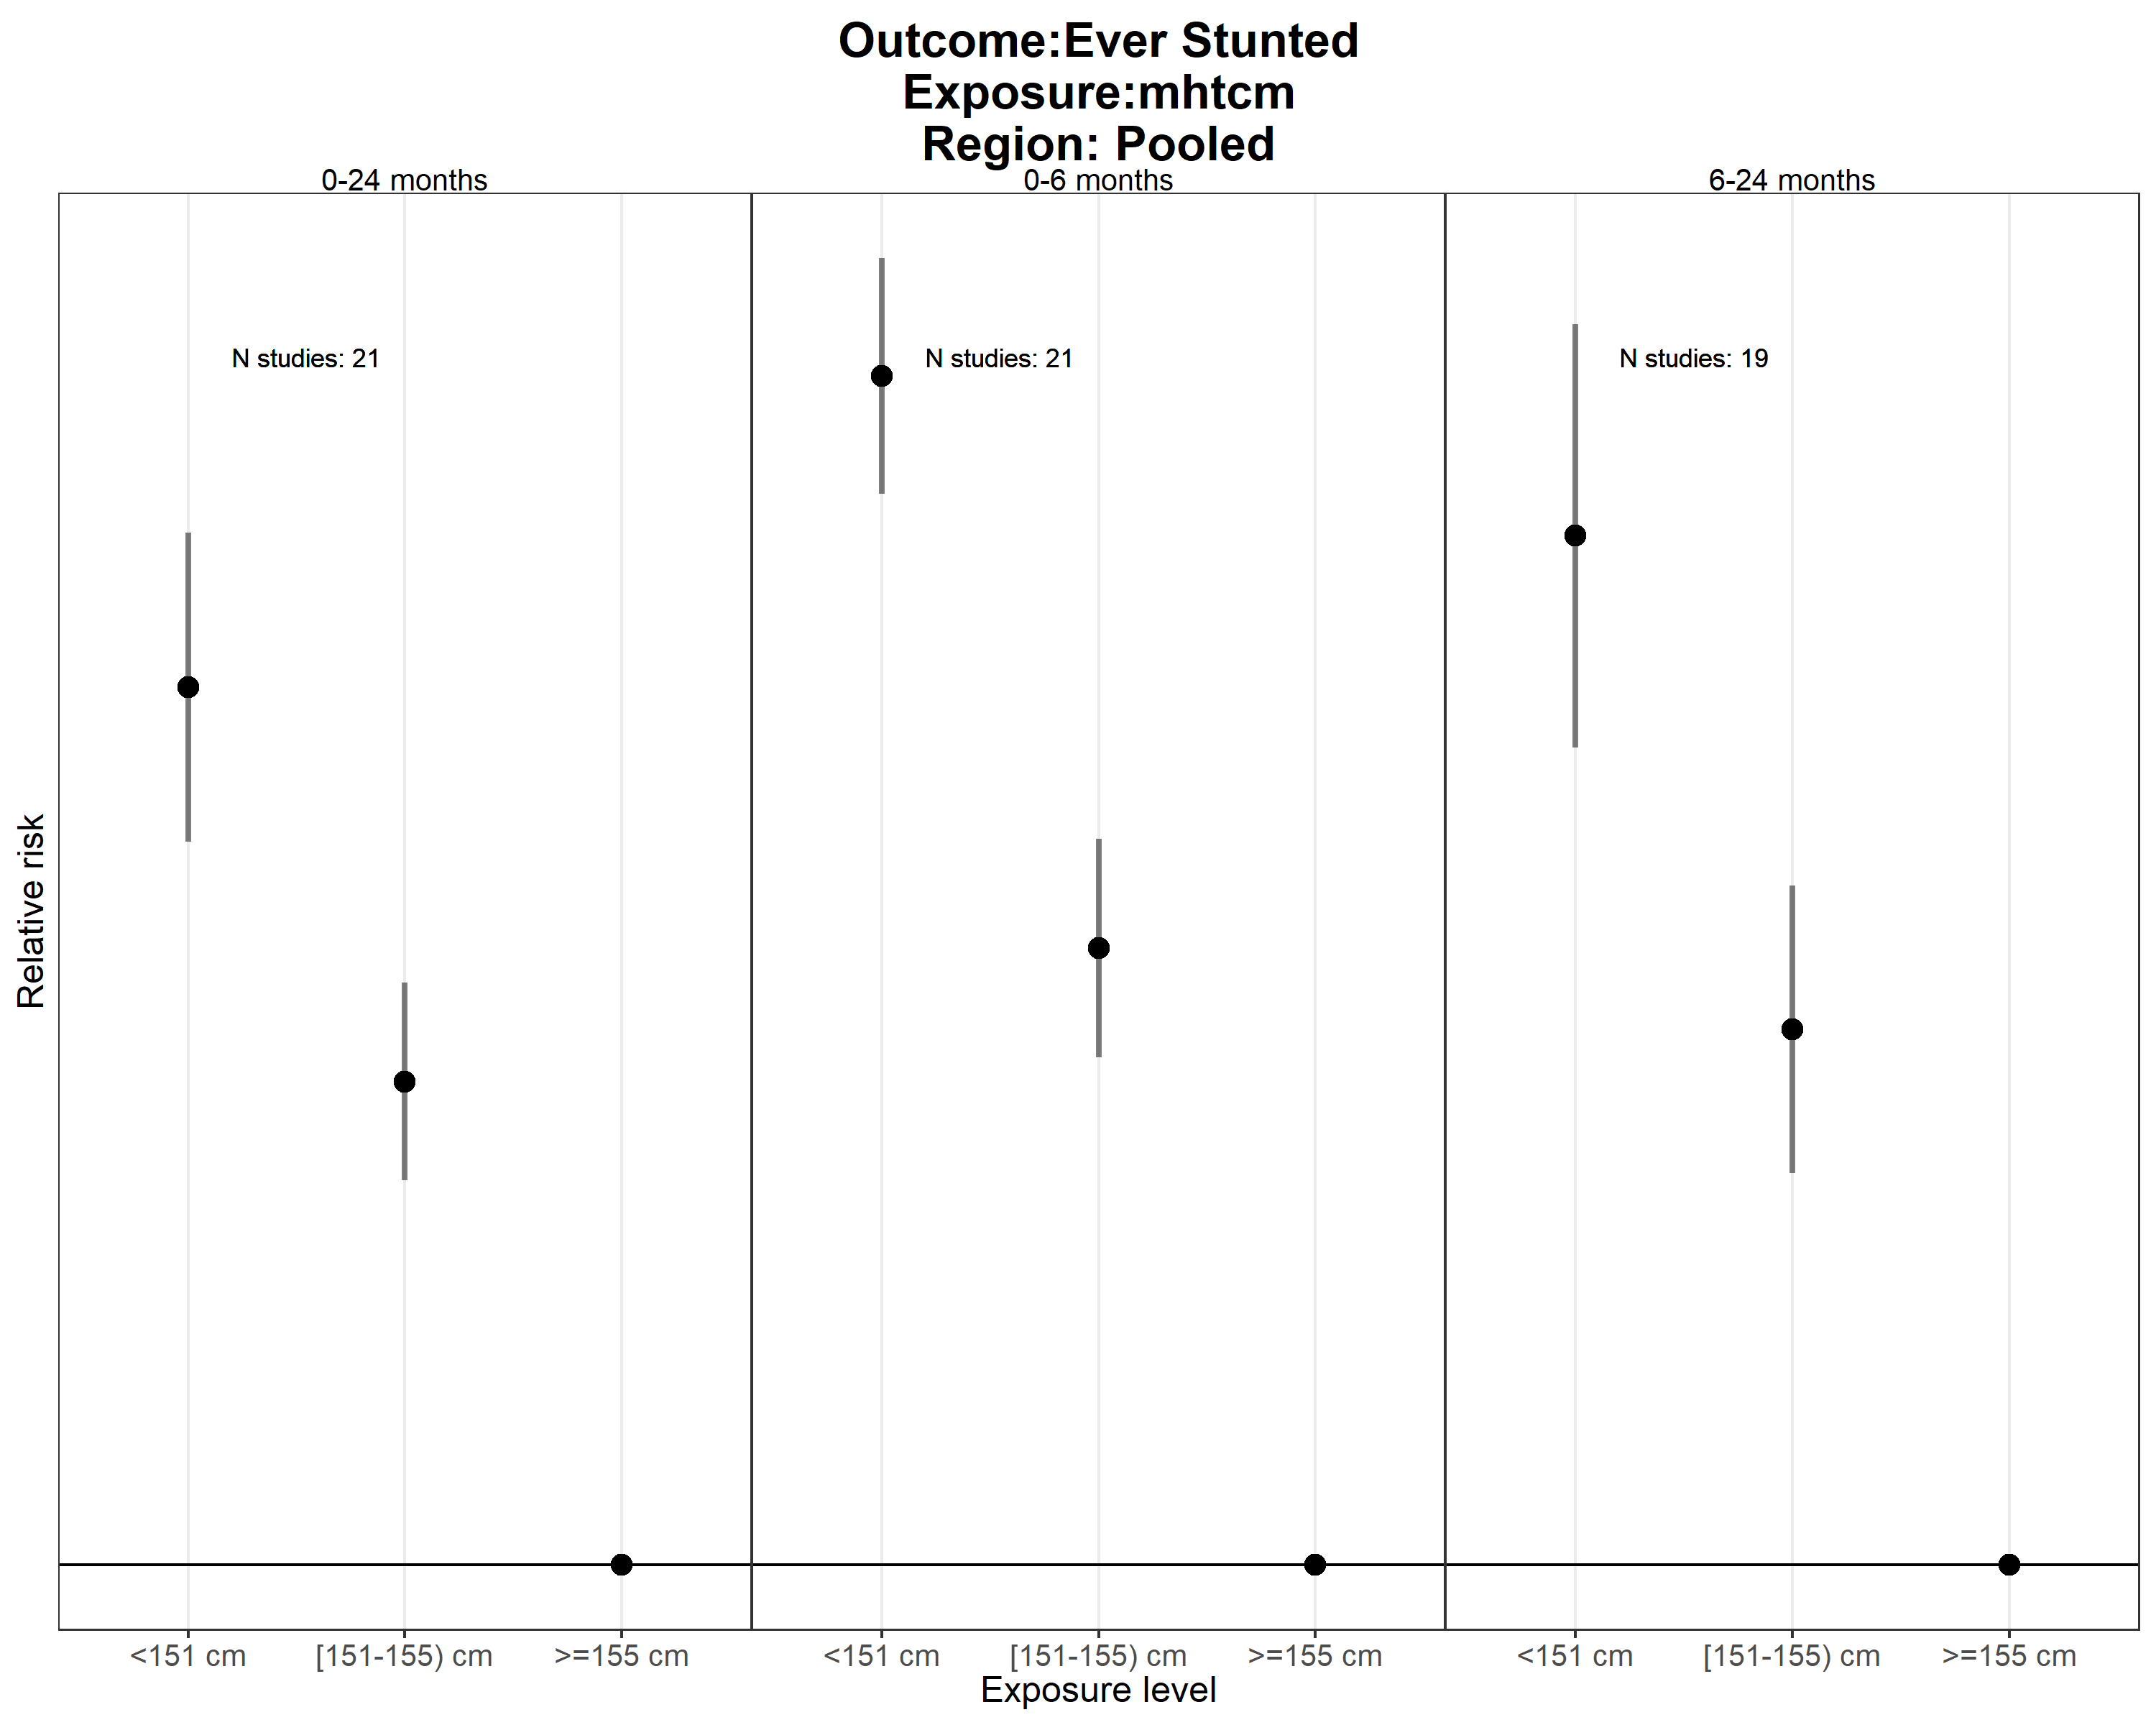 Outcome:Ever Stunted
Exposure:mhtcm
Region: Pooled
0-24 months
0-6 months
6-24 months
N studies: 21
N studies: 21
N studies: 19
Relative risk
<151 cm
[151-155) cm
>=155 cm
<151 cm
[151-155) cm
>=155 cm
<151 cm
[151-155) cm
>=155 cm
Exposure level